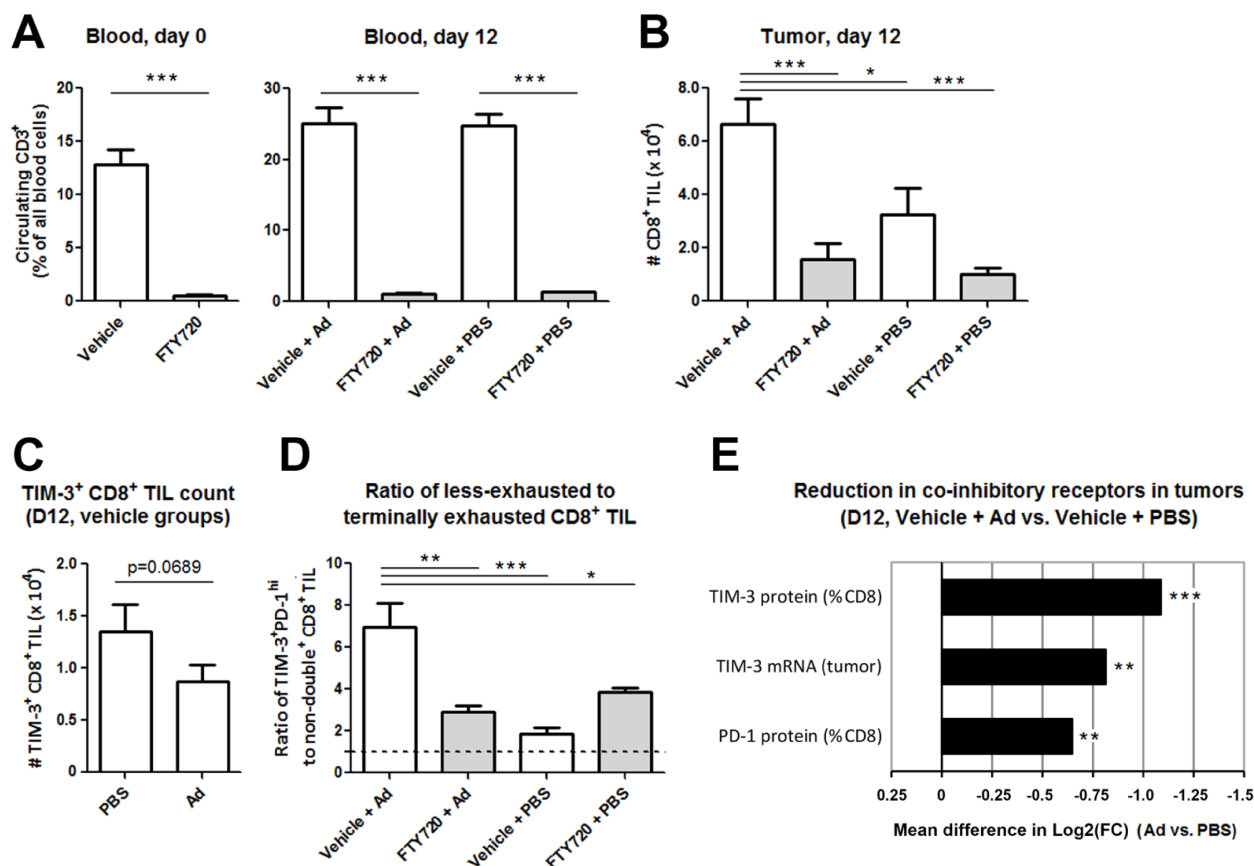 A
Blood, day 0
Blood, day 12
Circulating CD3⁺
(% of all blood cells)
20
15
10
5
0
***
Vehicle
FTY720
30
20
10
0
***
***
Vehicle + Ad
FTY720 + Ad
Vehicle + PBS
FTY720 + PBS
B
Tumor, day 12
# CD8⁺ TIL (x 10⁴)
8.0
6.0
4.0
2.0
0
***
*
***
Vehicle + Ad
FTY720 + Ad
Vehicle + PBS
FTY720 + PBS
C
TIM-3⁺ CD8⁺ TIL count
(D12, vehicle groups)
# TIM-3⁺ CD8⁺ TIL (x 10⁴)
2.0
1.5
1.0
0.5
0
p=0.0689
PBS
Ad
D
Ratio of less-exhausted to
terminally exhausted CD8⁺ TIL
Ratio of TIM-3⁺PD-1ʰⁱ
to non-double⁺ CD8⁺ TIL
10
8
6
4
2
0
**
***
*
Vehicle + Ad
FTY720 + Ad
Vehicle + PBS
FTY720 + PBS
E
Reduction in co-inhibitory receptors in tumors
(D12, Vehicle + Ad vs. Vehicle + PBS)
TIM-3 protein (%CD8)
***
TIM-3 mRNA (tumor)
**
PD-1 protein (%CD8)
**
0.25 0 -0.25 -0.5 -0.75 -1.0 -1.25 -1.5
Mean difference in Log2(FC) (Ad vs. PBS)